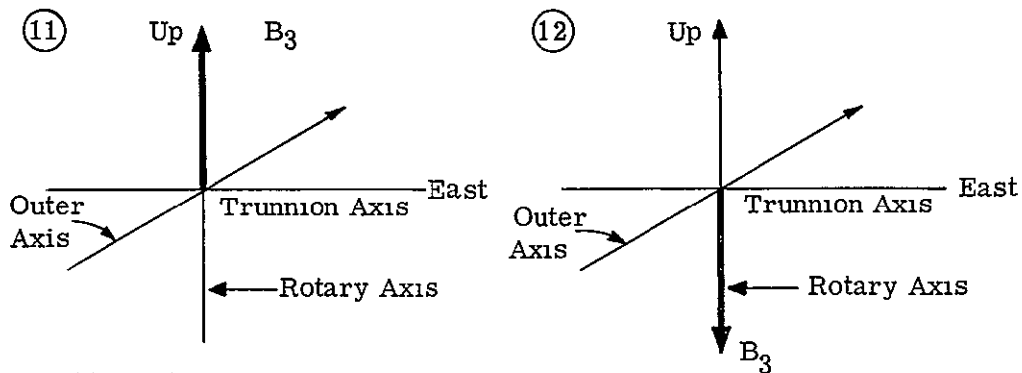 11 Up B3
East
Outer Axis
Trunnion Axis
Rotary Axis
12 Up
East
Outer Axis
Trunnion Axis
Rotary Axis
B3